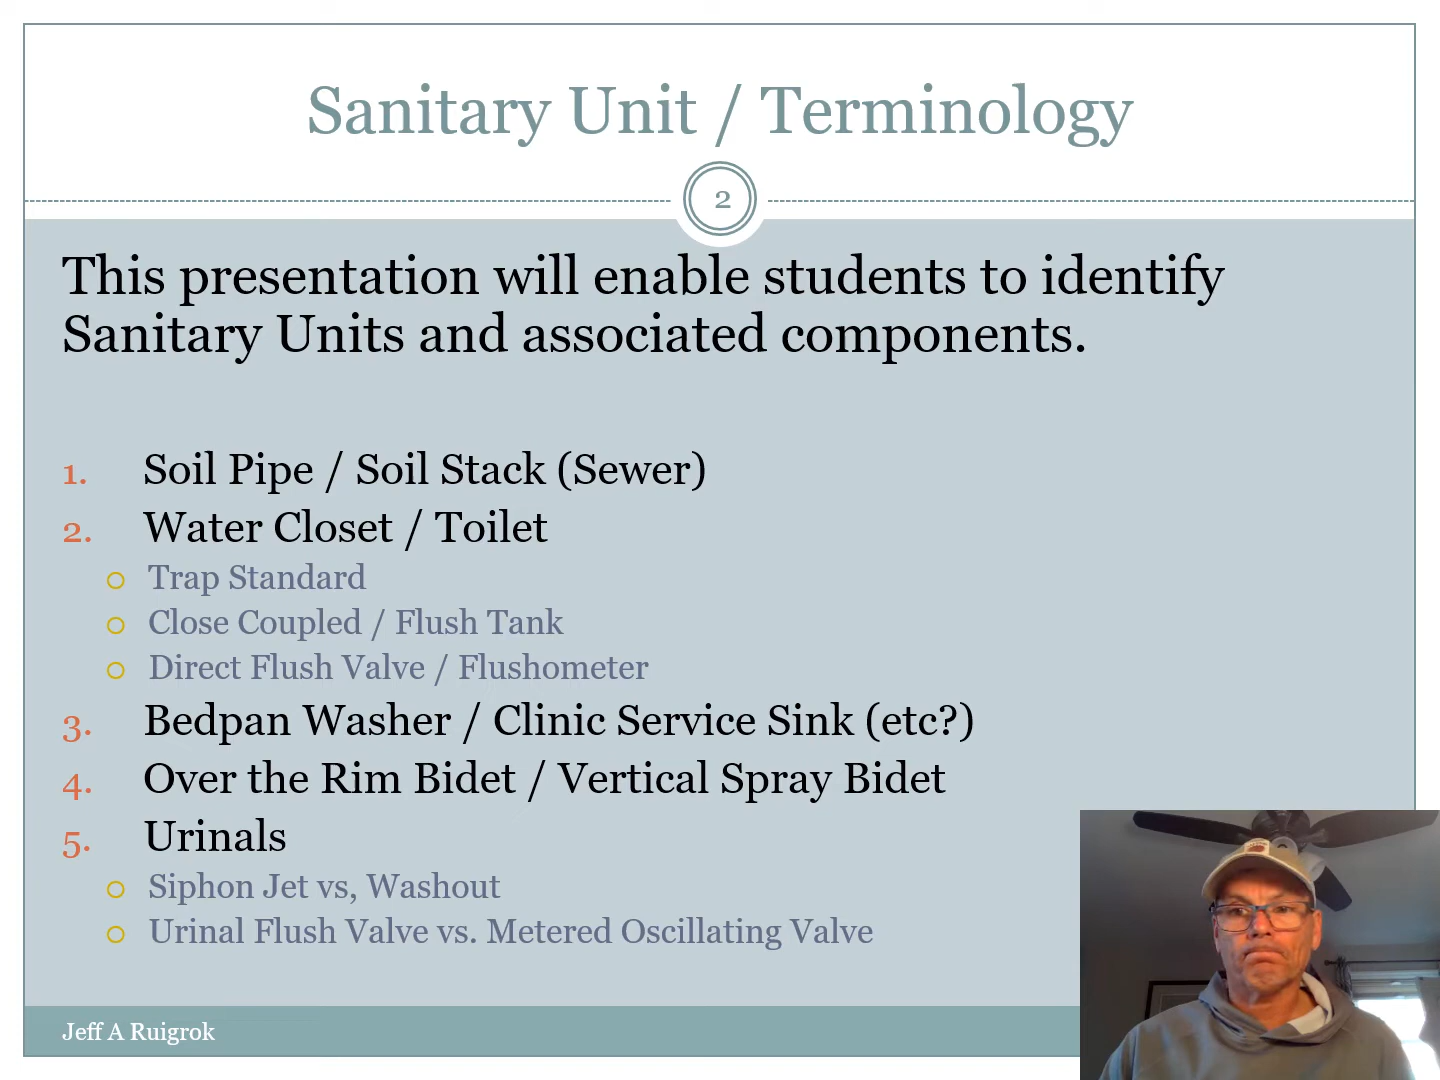 Sanitary Unit / Terminology
2
This presentation will enable students to identify
Sanitary Units and associated components.
1. Soil Pipe / Soil Stack (Sewer)
2. Water Closet / Toilet
Trap Standard
Close Coupled / Flush Tank
Direct Flush Valve / Flushometer
3. Bedpan Washer / Clinic Service Sink (etc?)
4. Over the Rim Bidet / Vertical Spray Bidet
5. Urinals
Siphon Jet vs, Washout
Urinal Flush Valve vs. Metered Oscillating Valve
Jeff A Ruigrok